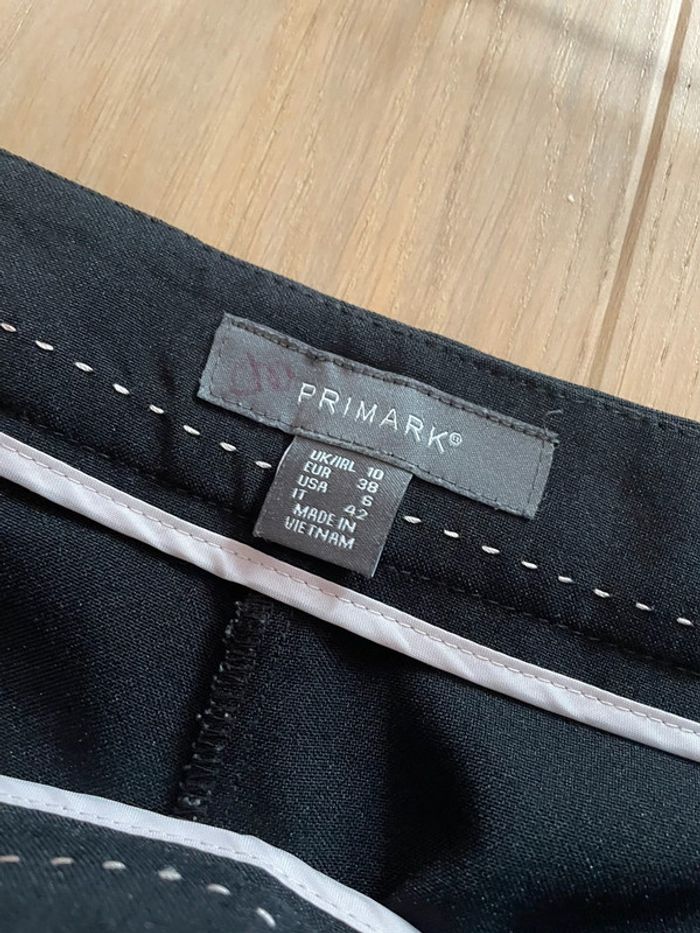 PRIMARK®
UK/IRL 10
EUR 38
USA 6
IT 42
MADE IN
VIETNAM